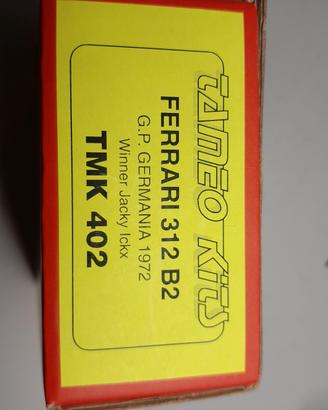 TAMEO KITS
FERRARI 312 B2
G.P. GERMANIA 1972
Winner Jacky Ickx
TMK 402